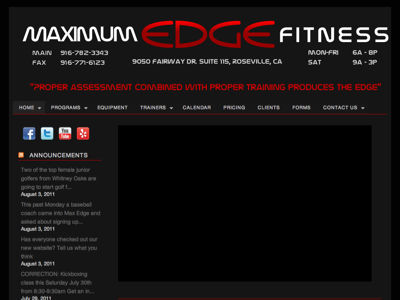 MAXIMUM EDGE FITNESS
MAIN 916-782-3343
FAX 916-771-6123
9050 FAIRWAY DR. SUITE 115, ROSEVILLE, CA
MON-FRI 6A - 8P
SAT 9A - 3P
"PROPER ASSESSMENT COMBINED WITH PROPER TRAINING PRODUCES THE EDGE"
HOME PROGRAMS EQUIPMENT TRAINERS CALENDAR PRICING CLIENTS FORMS CONTACT US
You Tube
ANNOUNCEMENTS
Two of the top female junior
golfers from Whitney Oaks are
going to start golf f...
August 3, 2011
This past Monday a baseball
coach came into Max Edge and
asked about signing up...
August 3, 2011
Has everyone checked out our
new website? Tell us what you
think
August 3, 2011
CORRECTION: Kickboxing
class this Saturday July 30th
from 8:30-9:30am Get an in...
July 29, 2011